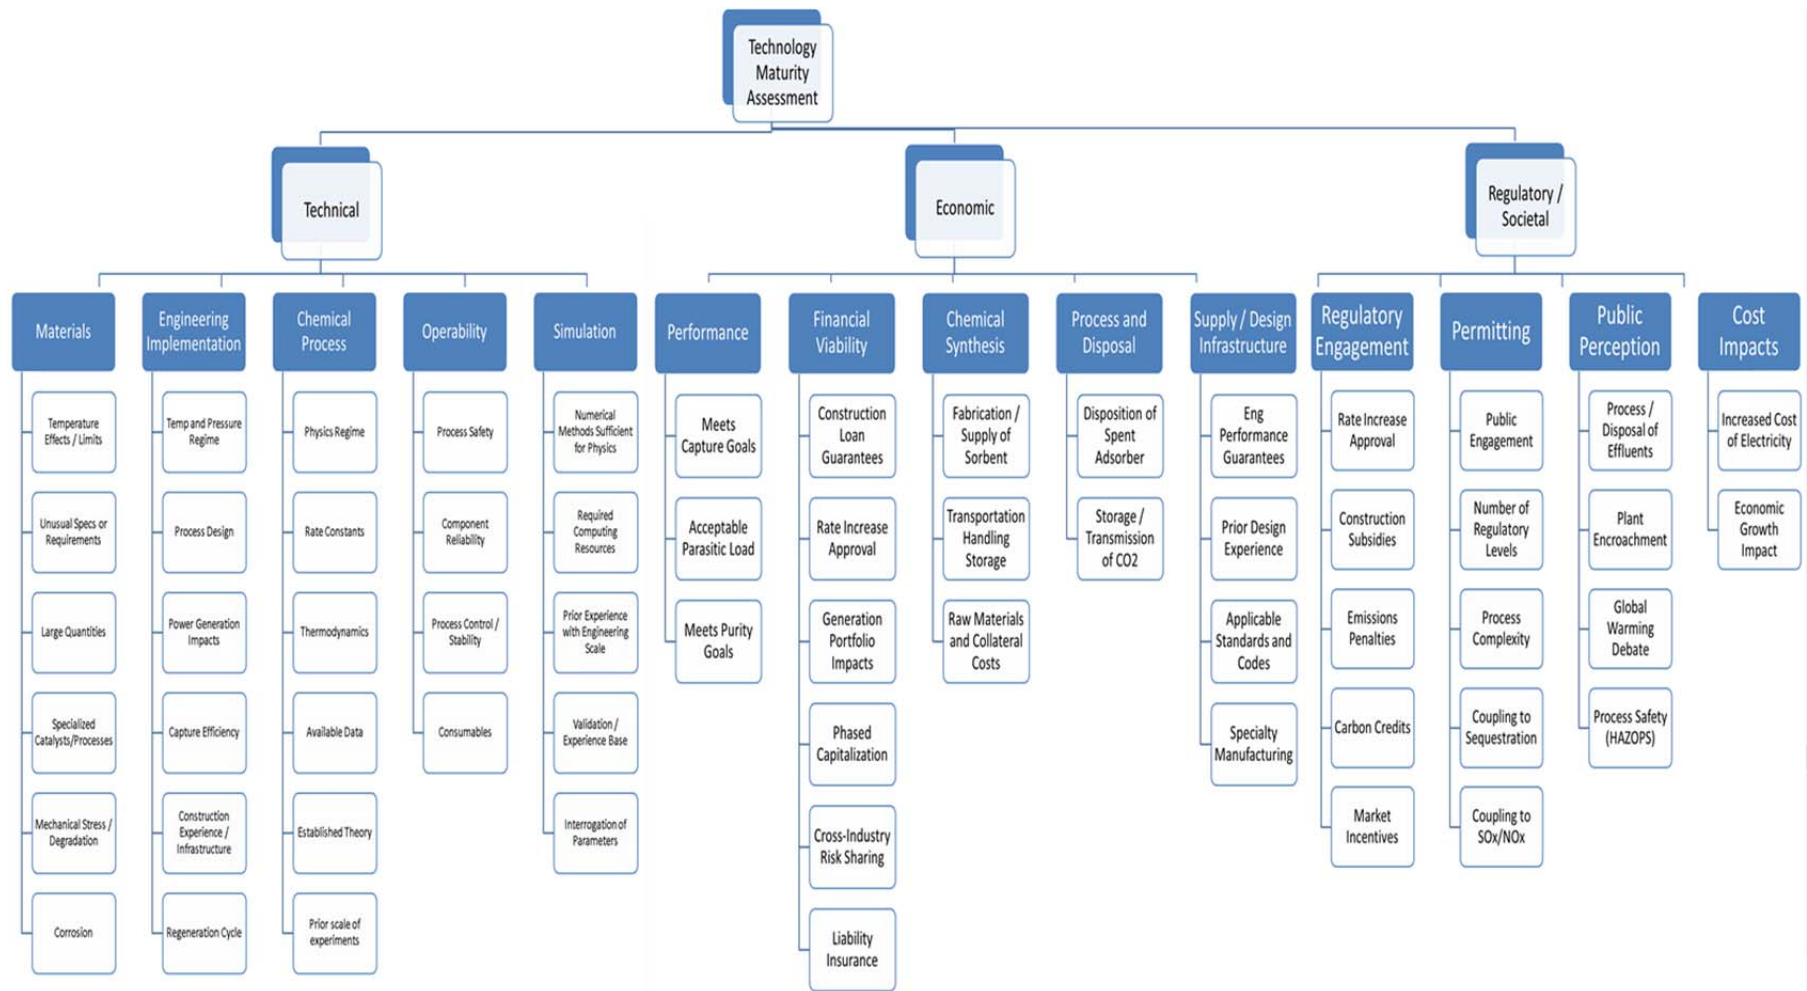 Technology
Maturity
Assessment
Technical
Economic
Regulatory /
Societal
Materials
Temperature
Effects / Limits
Unusual Specs or
Requirements
Large Quantities
Specialized
Catalysts/Processes
Mechanical Stress /
Degradation
Corrosion
Engineering
Implementation
Temp and Pressure
Regime
Process Design
Power Generation
Impacts
Capture Efficiency
Construction
Experience /
Infrastructure
Regeneration Cycle
Chemical
Process
Physics Regime
Rate Constants
Thermodynamics
Available Data
Established Theory
Prior scale of
experiments
Operability
Process Safety
Component
Reliability
Process Control /
Stability
Consumables
Simulation
Numerical
Methods Sufficient
for Physics
Required
Computing
Resources
Prior Experience
with Engineering
Scale
Validation /
Experience Base
Interrogation of
Parameters
Performance
Meets
Capture Goals
Acceptable
Parasitic Load
Meets Purity
Goals
Financial
Viability
Construction
Loan
Guarantees
Rate Increase
Approval
Generation
Portfolio
Impacts
Phased
Capitalization
Cross-Industry
Risk Sharing
Liability
Insurance
Chemical
Synthesis
Fabrication /
Supply of
Sorbent
Transportation
Handling
Storage
Raw Materials
and Collateral
Costs
Process and
Disposal
Disposition of
Spent
Adsorber
Storage /
Transmission
of CO2
Supply / Design
Infrastructure
Eng
Performance
Guarantees
Prior Design
Experience
Applicable
Standards and
Codes
Specialty
Manufacturing
Regulatory
Engagement
Rate Increase
Approval
Construction
Subsidies
Emissions
Penalties
Carbon Credits
Market
Incentives
Permitting
Public
Engagement
Number of
Regulatory
Levels
Process
Complexity
Coupling to
Sequestration
Coupling to
SOx/NOx
Public
Perception
Process /
Disposal of
Effluents
Plant
Encroachment
Global
Warming
Debate
Process Safety
(HAZOPS)
Cost
Impacts
Increased Cost
of Electricity
Economic
Growth
Impact